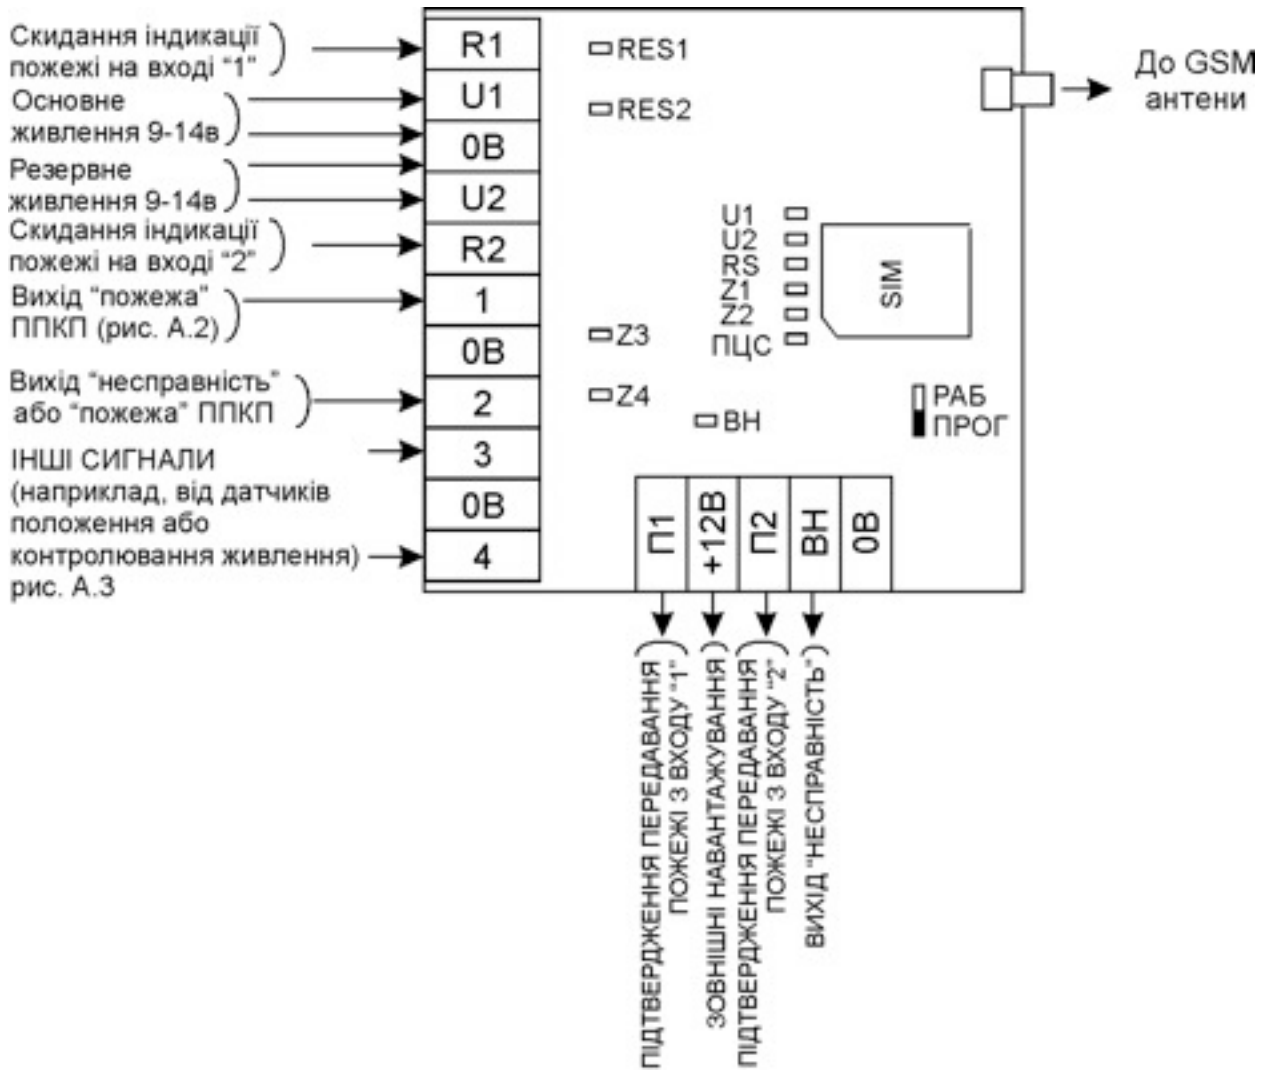 Скидання індикації
пожежі на вході “1”
Основне
живлення 9-14в
Резервне
живлення 9-14в
Скидання індикації
пожежі на вході “2”
Вихід “пожежа”
ППКП (рис. А.2)
Вихід “несправність”
або “пожежа” ППКП
ІНШІ СИГНАЛИ
(наприклад, від датчиків
положення або
контролювання живлення)
рис. А.3
R1
U1
0В
U2
R2
1
0В
2
3
0В
4
RES1
RES2
Z3
Z4
ВН
U1
U2
RS
Z1
Z2
ПЦС
SIM
РАБ
ПРОГ
До GSM
антени
П1
+12В
П2
ВН
0В
ПІДТВЕРДЖЕННЯ ПЕРЕДАВАННЯ
ПОЖЕЖІ З ВХОДУ “1”
ЗОВНІШНІ НАВАНТАЖУВАННЯ
ПІДТВЕРДЖЕННЯ ПЕРЕДАВАННЯ
ПОЖЕЖІ З ВХОДУ “2”
ВИХІД “НЕСПРАВНІСТЬ”